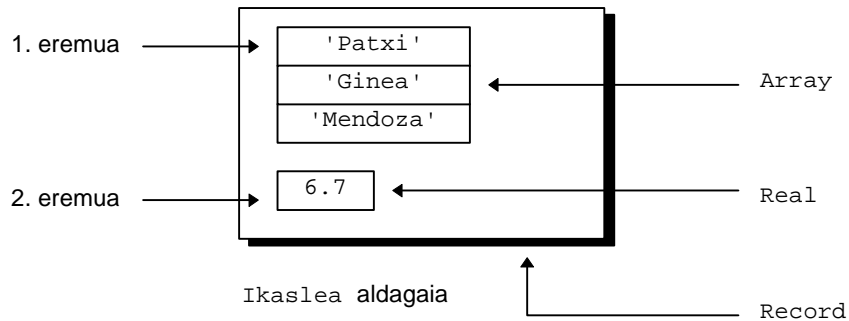 1. eremua
'Patxi'
'Ginea'
Array
'Mendoza'
2. eremua
6.7
Real
Ikaslea aldagaia
Record